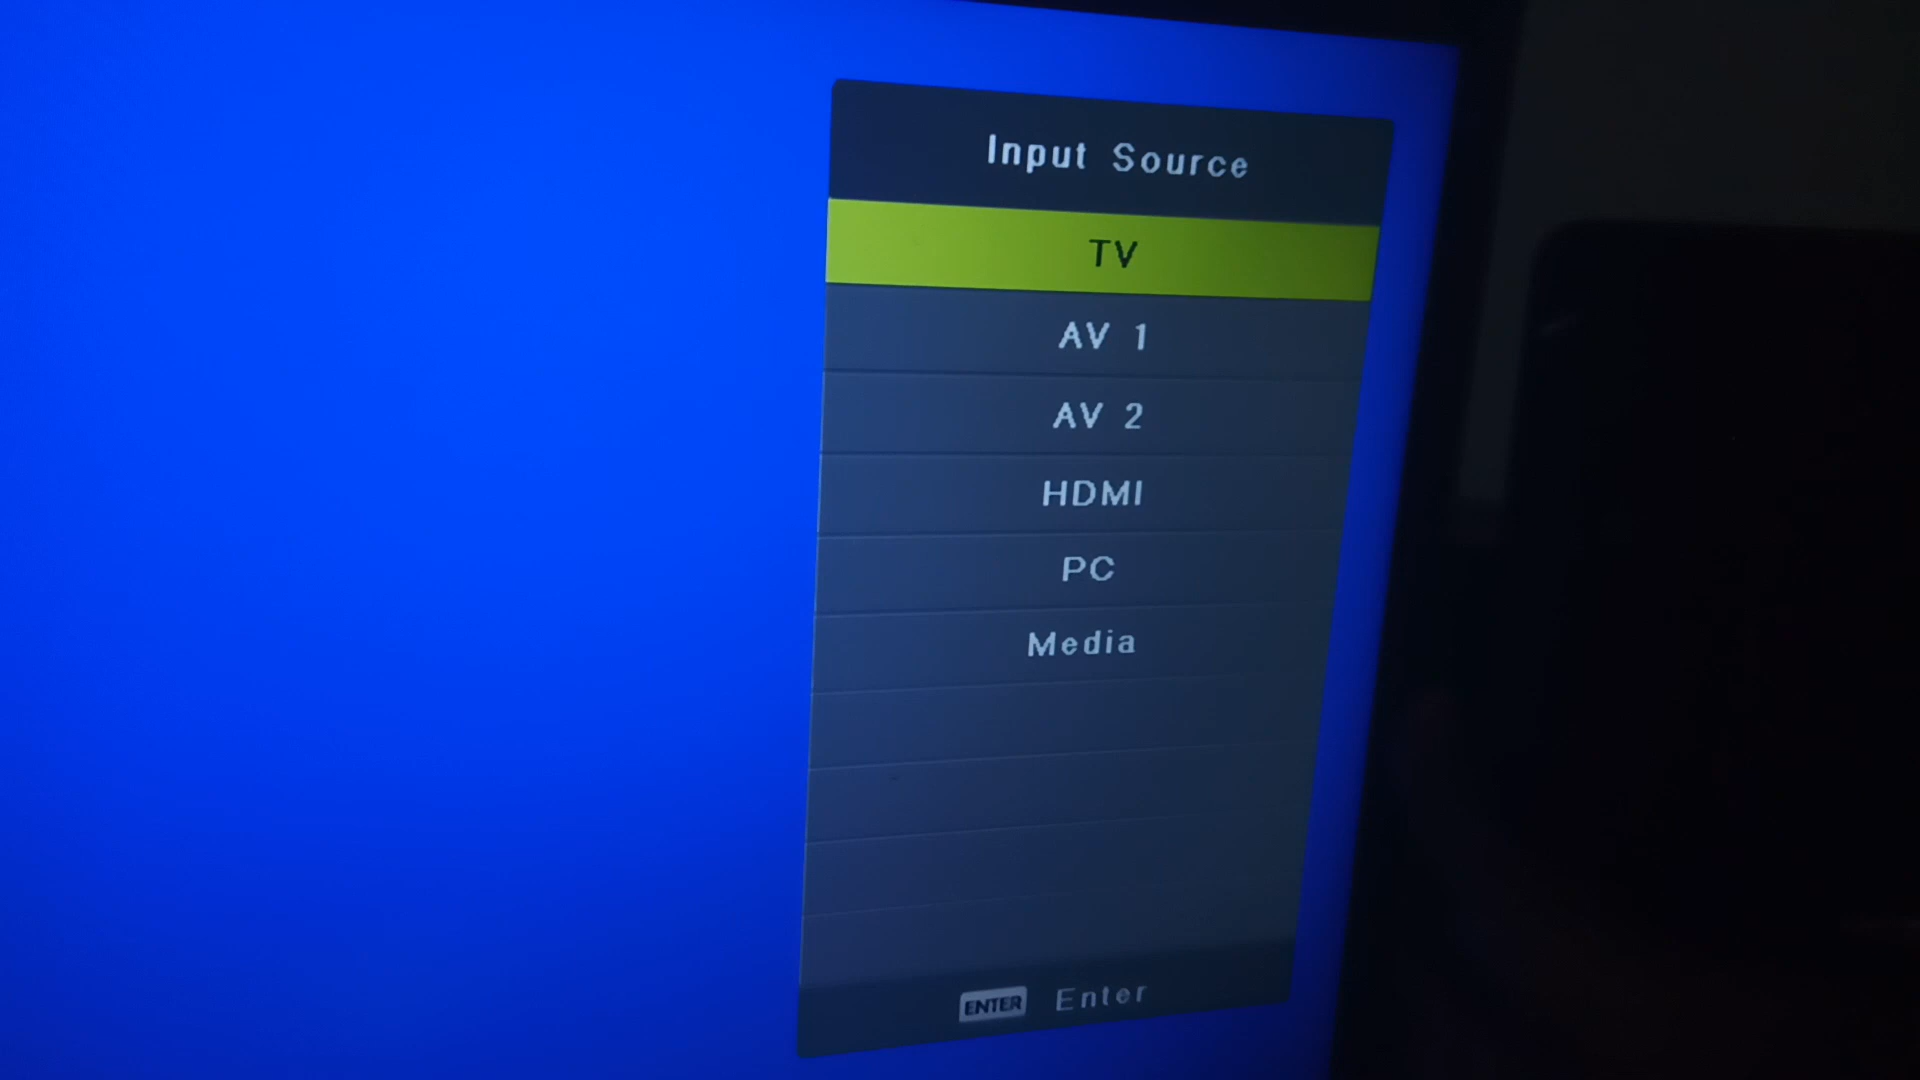 Input Source
TV
AV 1
AV 2
HDMI
PC
Media
ENTER Enter